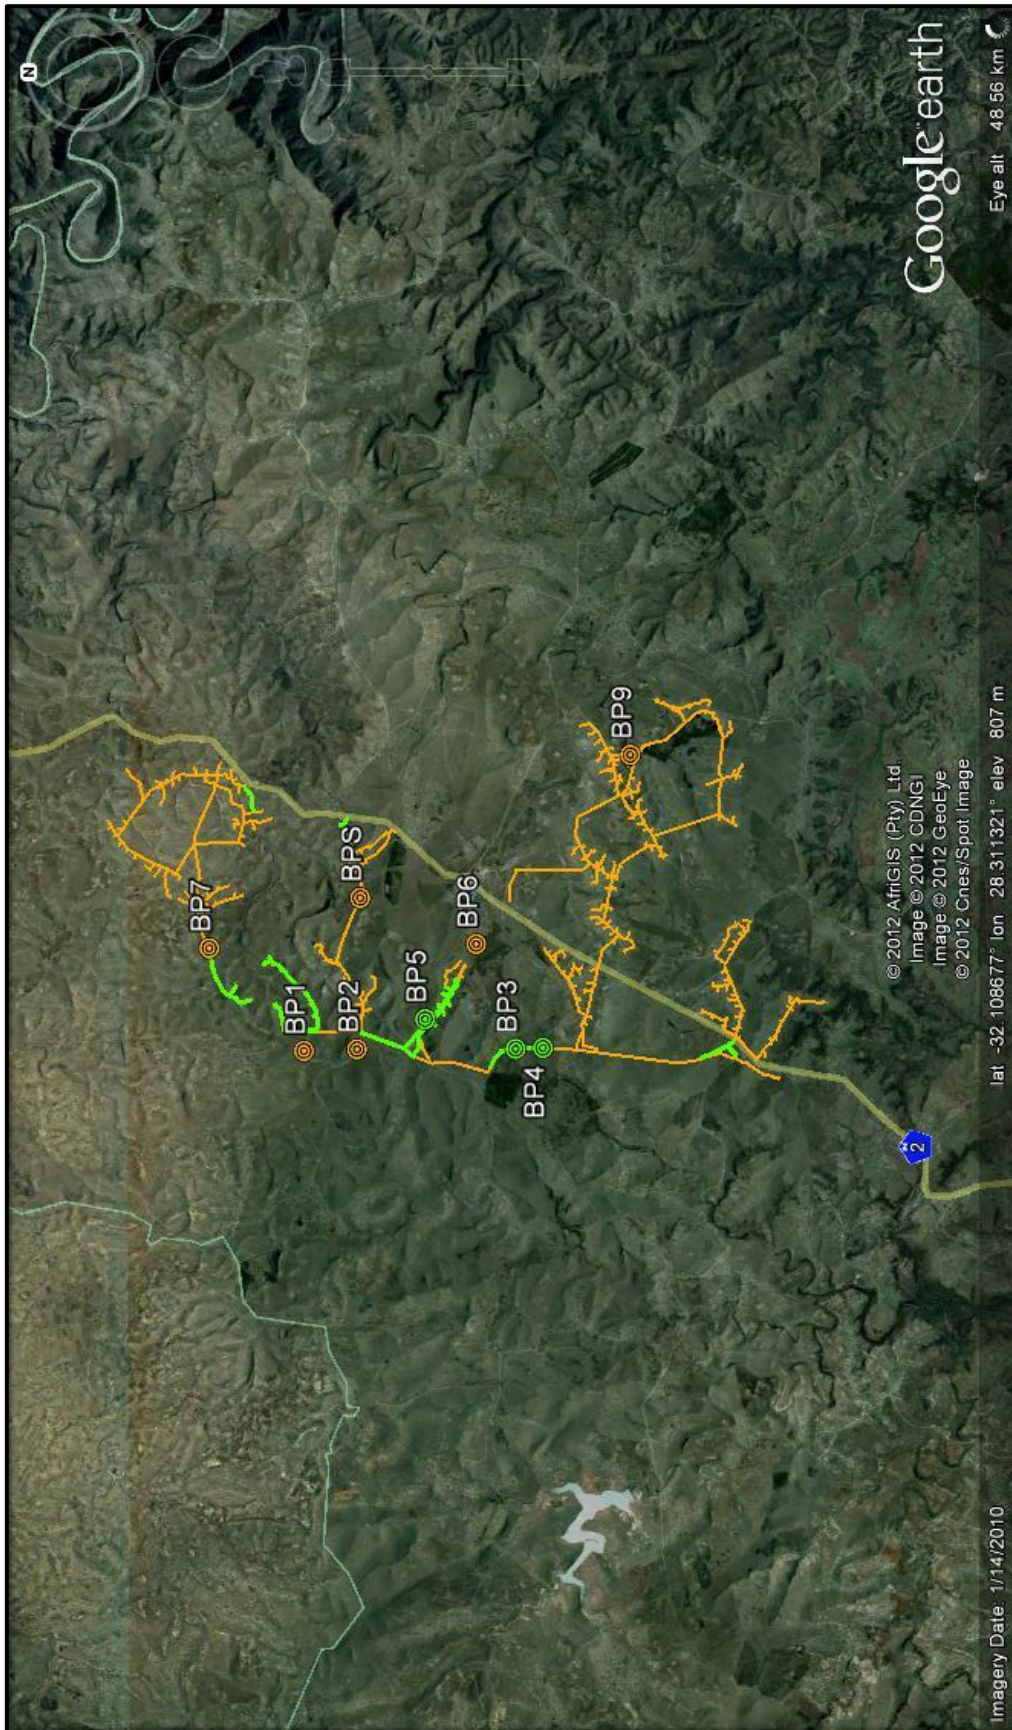 N
BP7
BP1
BP2
BPS
BP5
BP6
BP3
BP4
BP9
2
© 2012 AfriGIS (Pty) Ltd.
Image © 2012 CDNGI
Image © 2012 GeoEye
© 2012 Cnes/Spot Image
Google earth
Imagery Date: 1/14/2010
lat -32.108677° lon 28.311321° elev 807 m
Eye alt 48.56 km